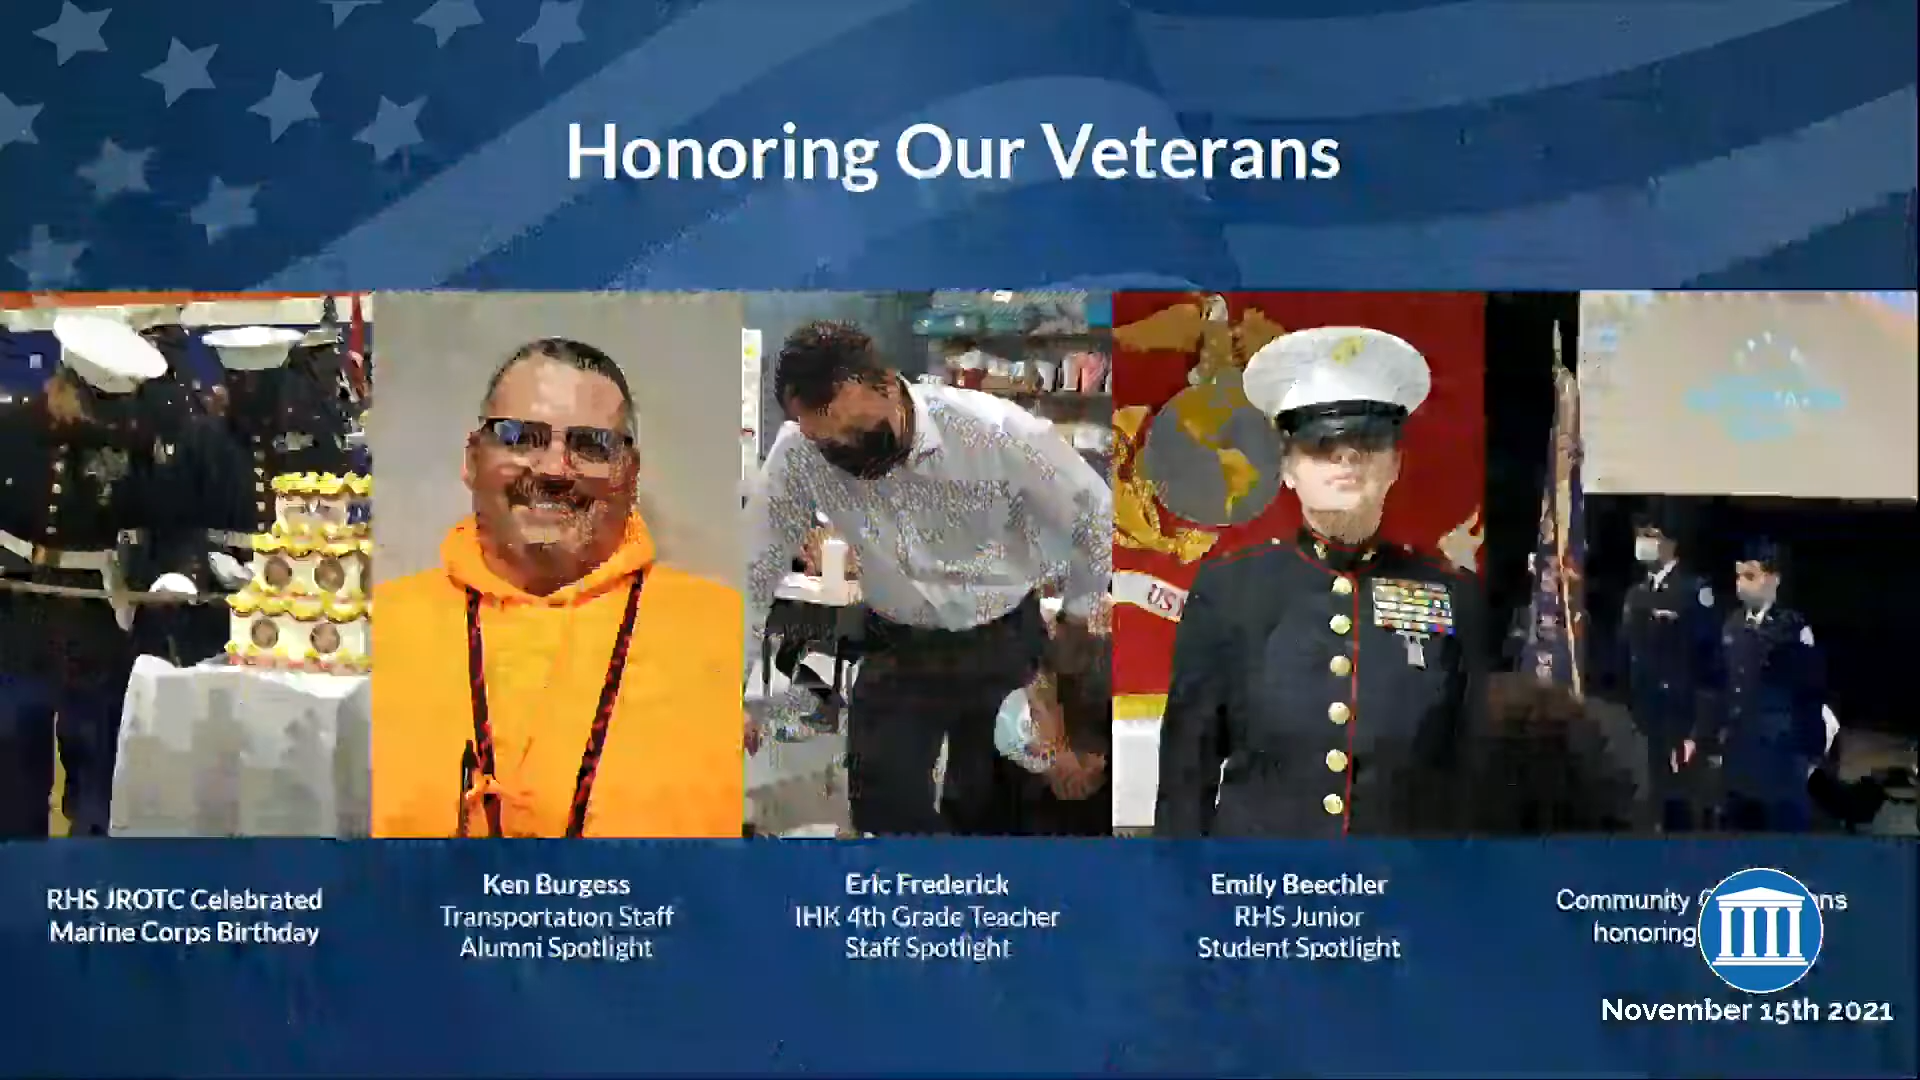 Honoring Our Veterans
US
RHS JROTC Celebrated
Marine Corps Birthday
Ken Burgess
Transportation Staff
Alumni Spotlight
Eric Frederick
IHK 4th Grade Teacher
Staff Spotlight
Emily Beechler
RHS Junior
Student Spotlight
Community
honoring
November 15th 2021